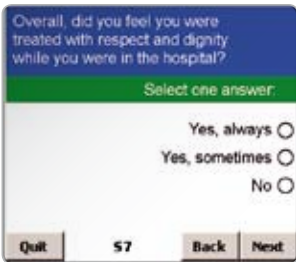 Overall, did you feel you were
treated with respect and dignity
while you were in the hospital?
Select one answer:
Yes, always
Yes, sometimes
No
Quit 57 Back Next